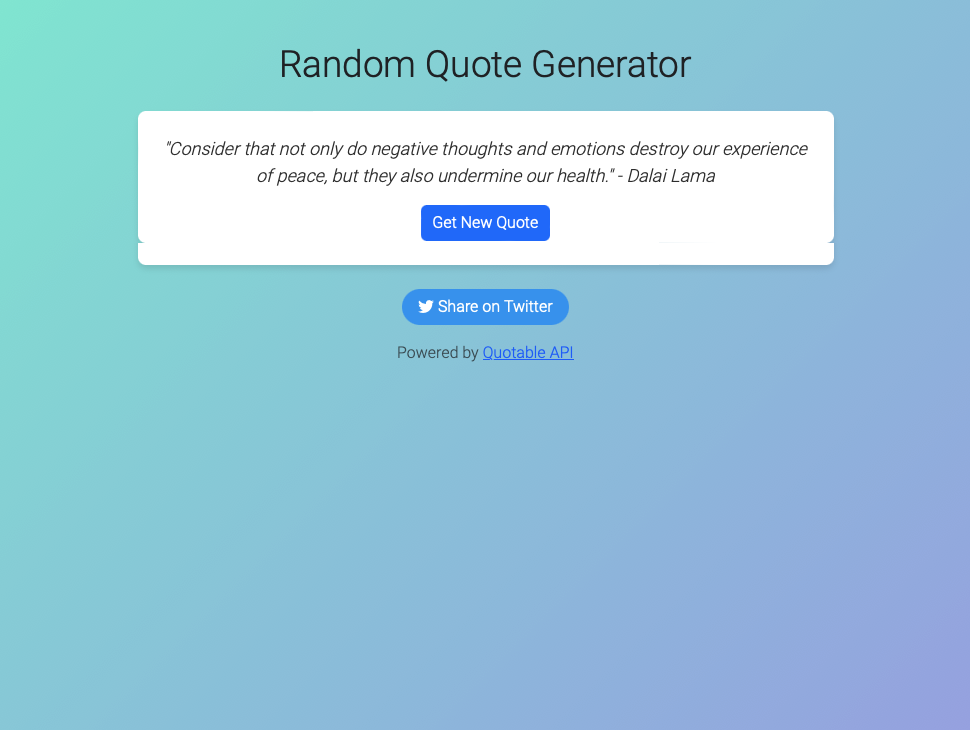 Random Quote Generator
"Consider that not only do negative thoughts and emotions destroy our experience
of peace, but they also undermine our health." - Dalai Lama
Get New Quote
Share on Twitter
Powered by Quotable API